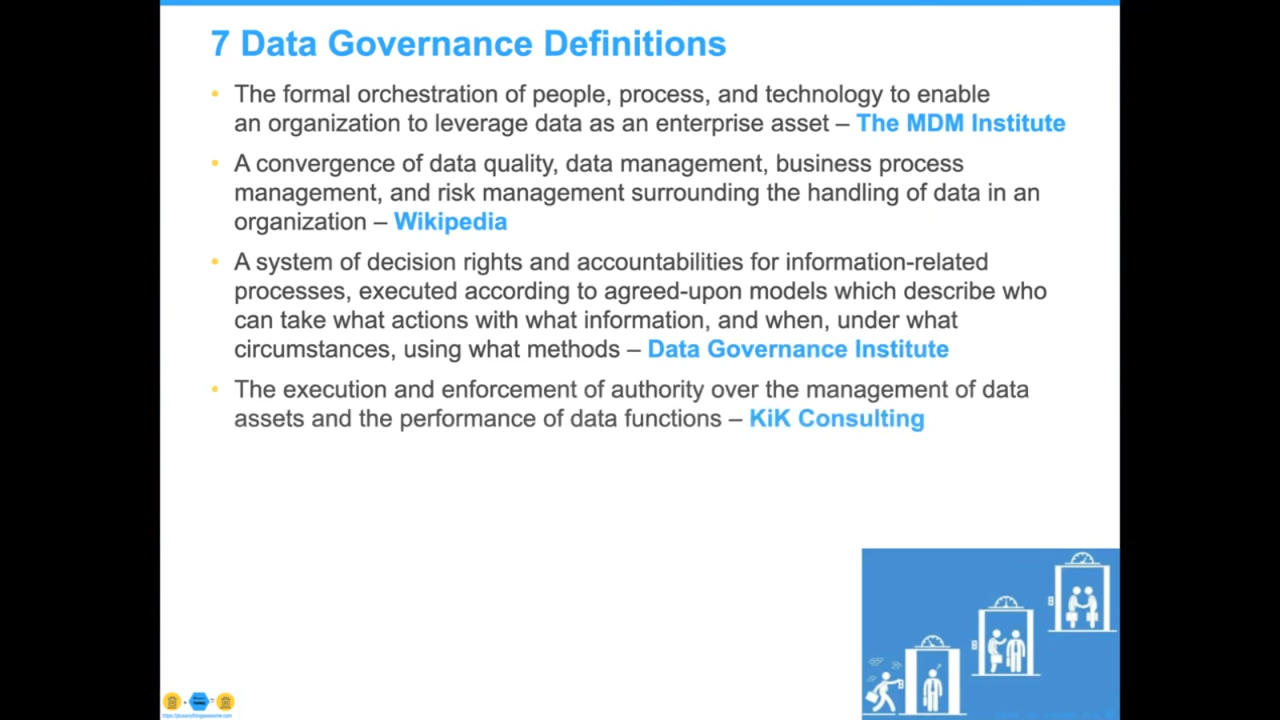 7 Data Governance Definitions
• The formal orchestration of people, process, and technology to enable
an organization to leverage data as an enterprise asset – The MDM Institute
• A convergence of data quality, data management, business process
management, and risk management surrounding the handling of data in an
organization – Wikipedia
• A system of decision rights and accountabilities for information-related
processes, executed according to agreed-upon models which describe who
can take what actions with what information, and when, under what
circumstances, using what methods – Data Governance Institute
• The execution and enforcement of authority over the management of data
assets and the performance of data functions – KiK Consulting
https://plusanythingawesome.com